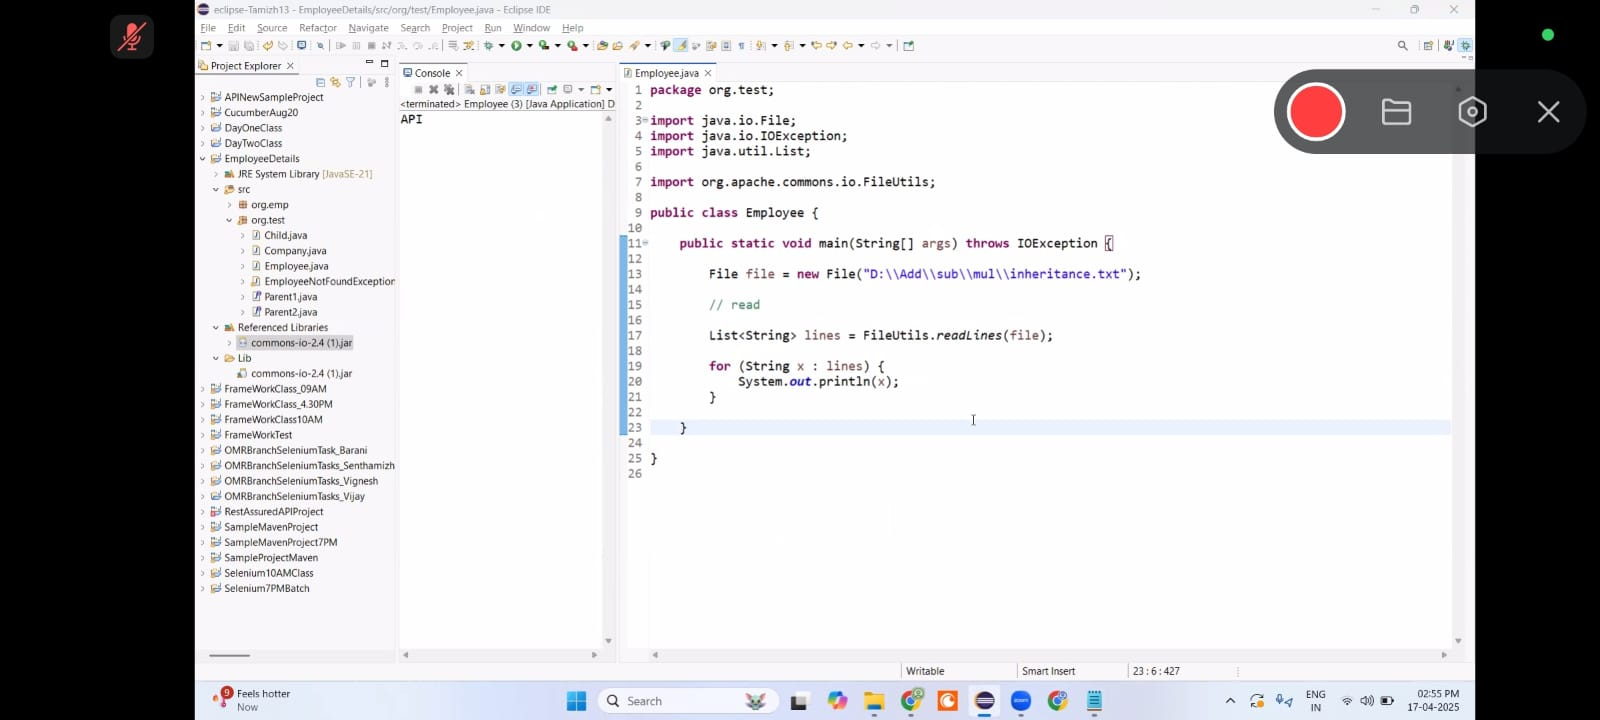 eclipse-Tamizh13 - EmployeeDetails/src/org/test/Employee.java - Eclipse IDE
File Edit Source Refactor Navigate Search Project Run Window Help
Project Explorer
APINewSampleProject
CucumberAug20
DayOneClass
DayTwoClass
EmployeeDetails
JRE System Library [JavaSE-21]
src
org.emp
org.test
Child.java
Company.java
Employee.java
EmployeeNotFoundException
Parent1.java
Parent2.java
Referenced Libraries
commons-io-2.4 (1).jar
Lib
commons-io-2.4 (1).jar
FrameWorkClass_09AM
FrameWorkClass_4.30PM
FrameWorkClass10AM
FrameWorkTest
OMRBranchSeleniumTask_Barani
OMRBranchSeleniumTasks_Senthamizh
OMRBranchSeleniumTasks_Vignesh
OMRBranchSeleniumTasks_Vijay
RestAssuredAPIProject
SampleMavenProject
SampleMavenProject7PM
SampleProjectMaven
Selenium10AMClass
Selenium7PMBatch
Console
<terminated> Employee (3) [Java Application] D
API
Employee.java
1 package org.test;
2
3 import java.io.File;
4 import java.io.IOException;
5 import java.util.List;
6
7 import org.apache.commons.io.FileUtils;
8
9 public class Employee {
10
11 public static void main(String[] args) throws IOException {
12
13 File file = new File("D:\\Add\\sub\\mul\\inheritance.txt");
14
15 // read
16
17 List<String> lines = FileUtils.readLines(file);
18
19 for (String x : lines) {
20 System.out.println(x);
21 }
22
23 }
24
25 }
26
Writable Smart Insert 23 : 6 : 427
9
Feels hotter
Now
Search
ENG
IN
02:55 PM
17-04-2025